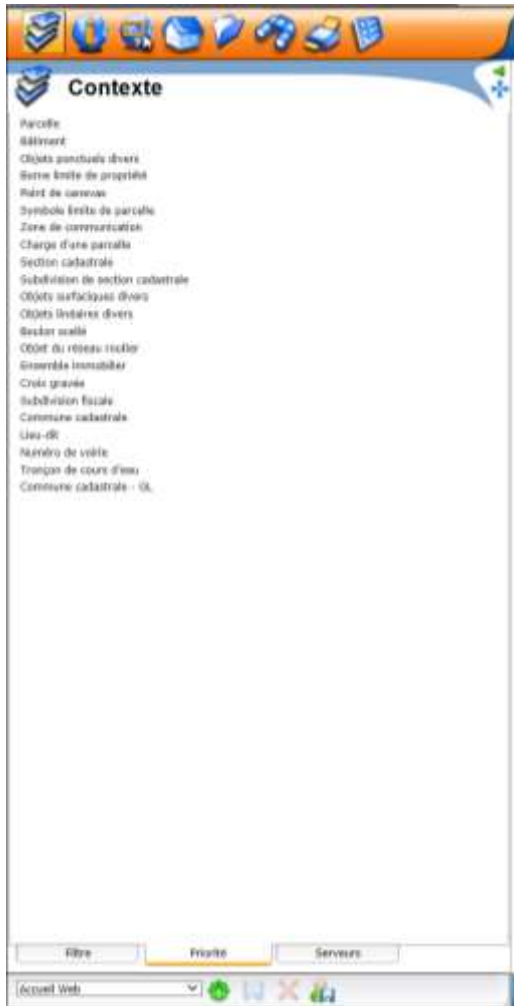 Contexte
Parcelle
Bâtiment
Objets ponctuels divers
Borne limite de propriété
Point de canevas
Symbole limite de parcelle
Zone de communication
Charge d'une parcelle
Section cadastrale
Subdivision de section cadastrale
Objets surfaciques divers
Objets linéaires divers
Boulon scellé
Objet du réseau routier
Ensemble immobilier
Croix gravée
Subdivision fiscale
Commune cadastrale
Lieu-dit
Numéro de voirie
Tronçon de cours d'eau
Commune cadastrale - GL
Filtre Priorité Serveurs
Accueil Web